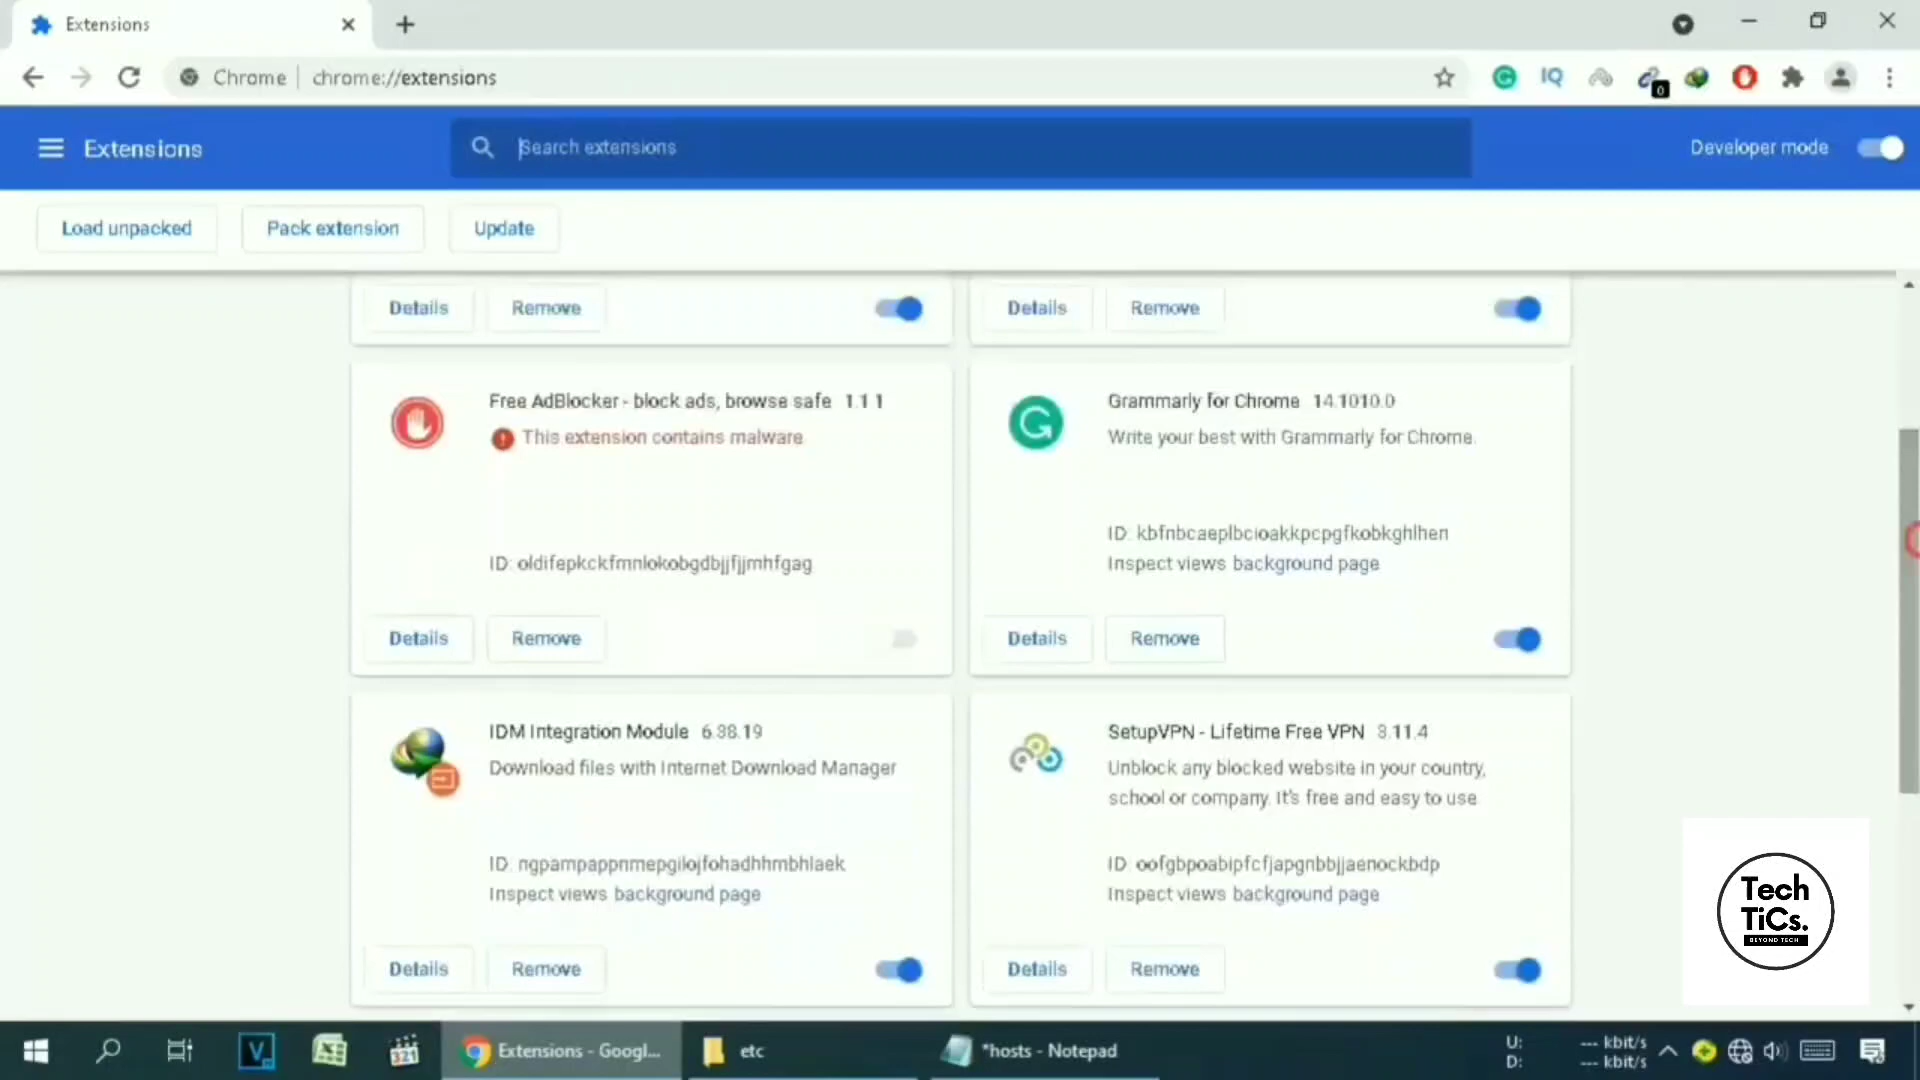 Extensions
Chrome
chrome://extensions
0
Extensions
Search extensions
Developer mode
Load unpacked
Pack extension
Update
Details
Remove
Details
Remove
Free AdBlocker - block ads, browse safe 1.1 1
This extension contains malware
ID: oldifepkckfmnlokobgdbjjfjjmhfgag
Details
Remove
Grammarly for Chrome 14.1010.0
Write your best with Grammarly for Chrome.
ID: kbfnbcaeplbcioakkpcpgfkobkghlhen
Inspect views background page
Details
Remove
IDM Integration Module 6.38.19
Download files with Internet Download Manager
ID: ngpampappnmepgilojfohadhhmbhlaek
Inspect views background page
Details
Remove
SetupVPN - Lifetime Free VPN 3.11.4
Unblock any blocked website in your country,
school or company. It's free and easy to use
ID: oofgbpoabipfcfjapgnbbjjaenockbdp
Inspect views background page
Details
Remove
Tech
TiCs.
BEYOND TECH
Extensions - Googl...
etc
*hosts - Notepad
U: --- kbit/s
D: --- kbit/s
IQ
321